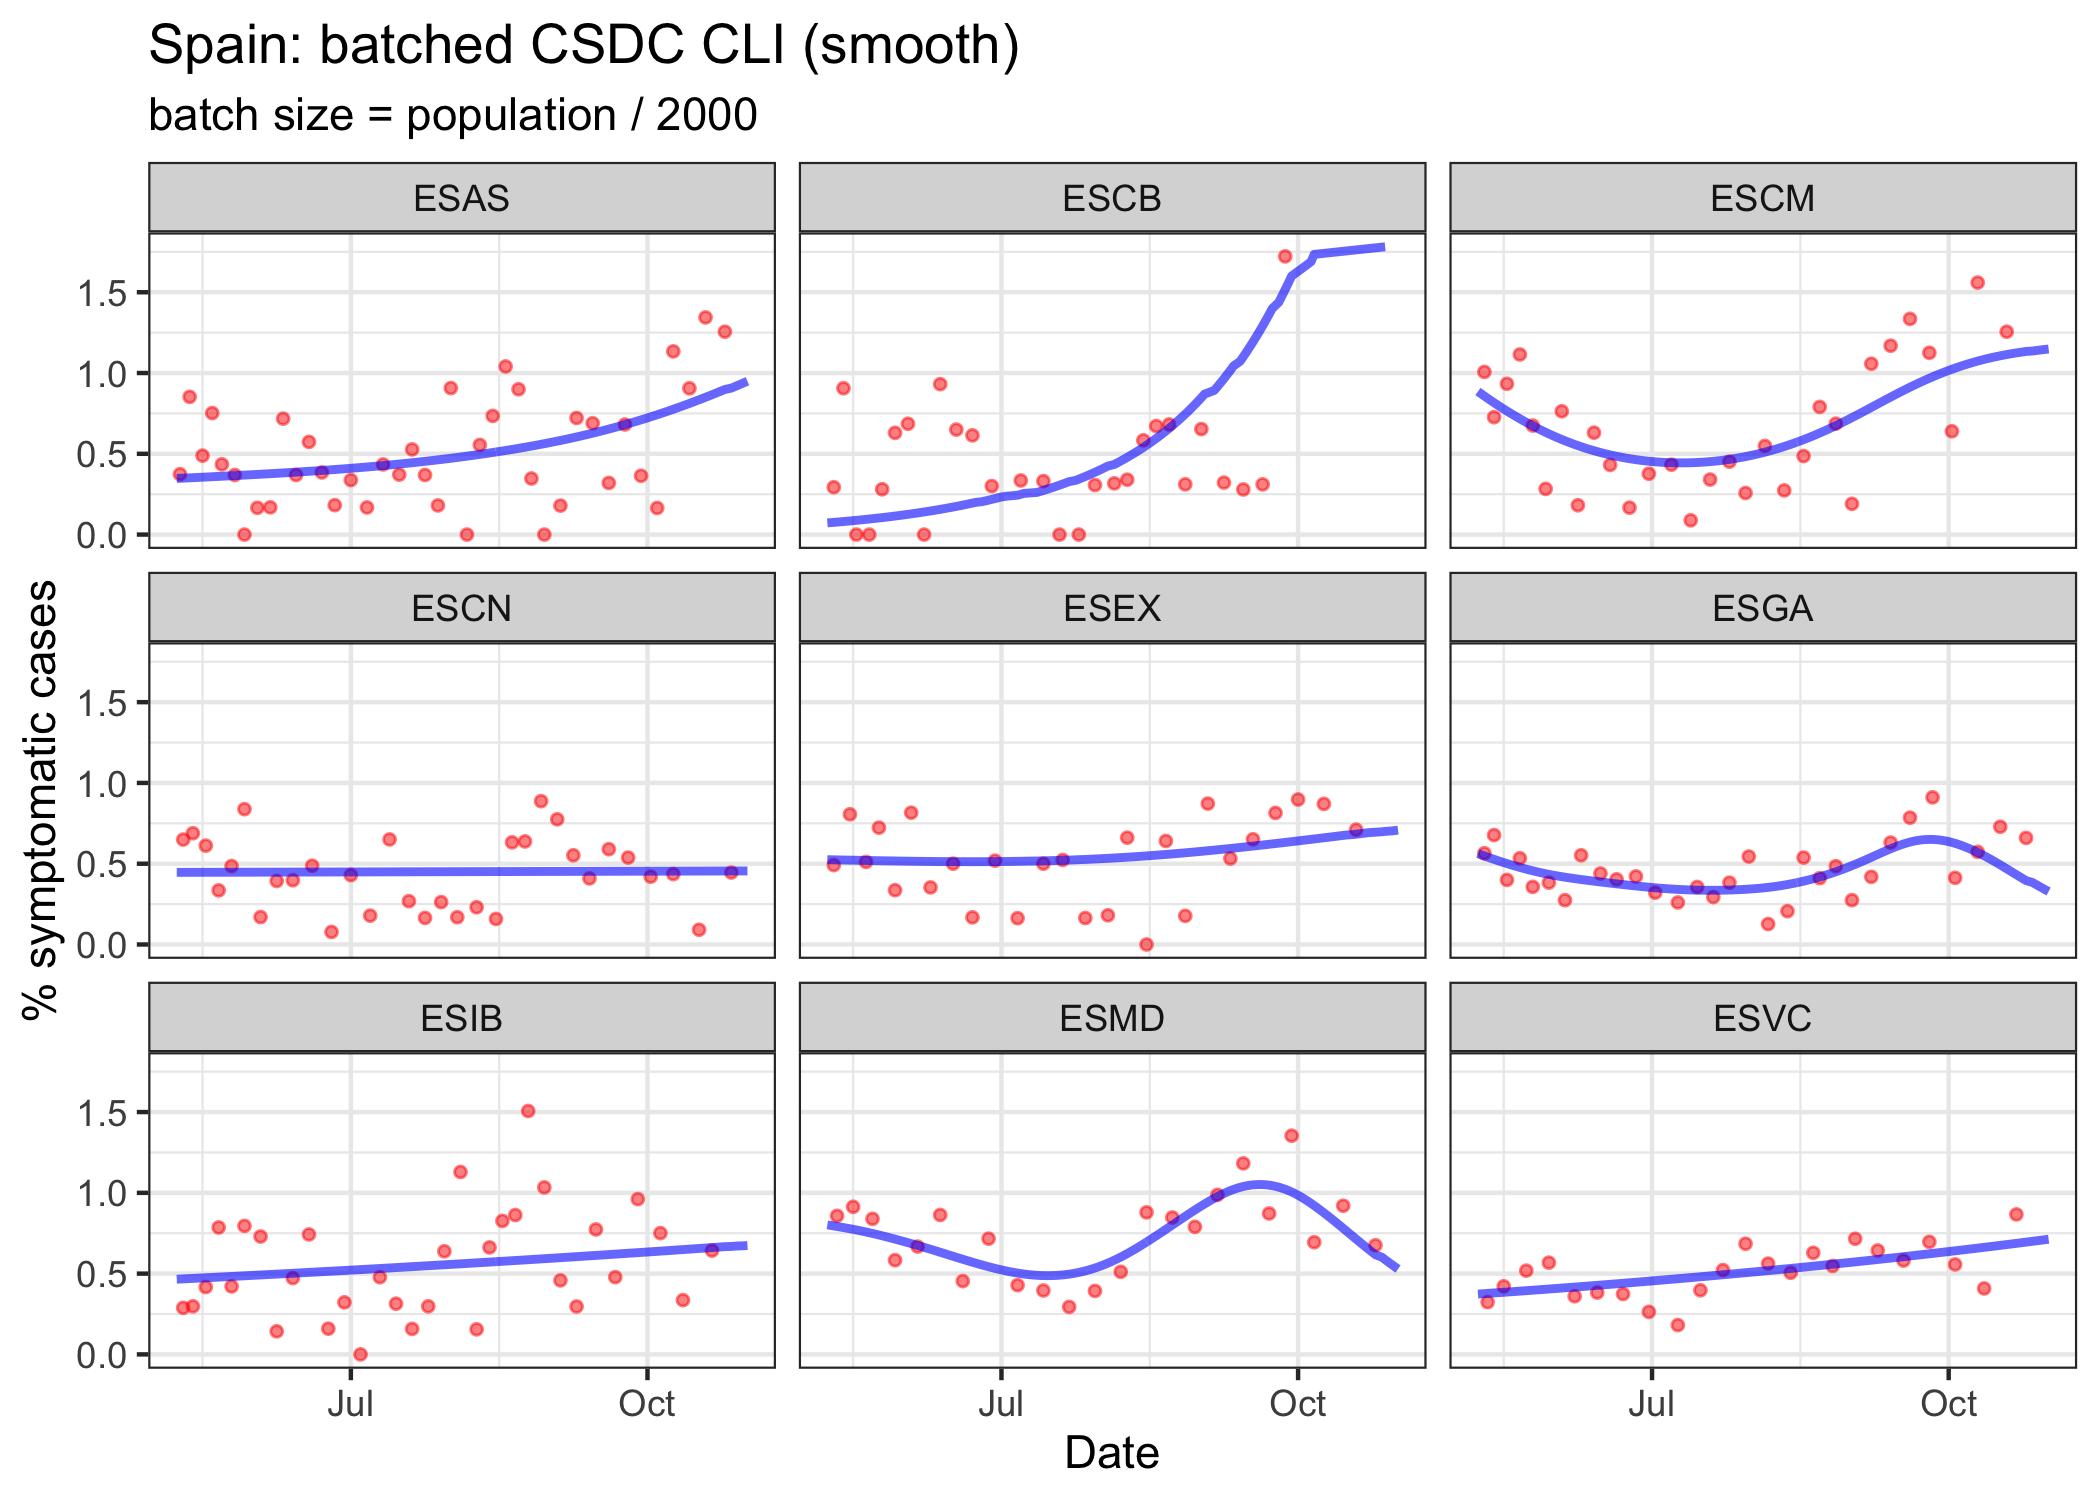 Spain: batched CSDC CLI (smooth)
batch size = population / 2000
ESAS
ESCB
ESCM
1.5
1.0
0.5
0.0
ESCN
ESEX
ESGA
1.5
1.0
0.5
0.0
% symptomatic cases
ESIB
ESMD
ESVC
1.5
1.0
0.5
0.0
Jul
Oct
Jul
Oct
Jul
Oct
Date